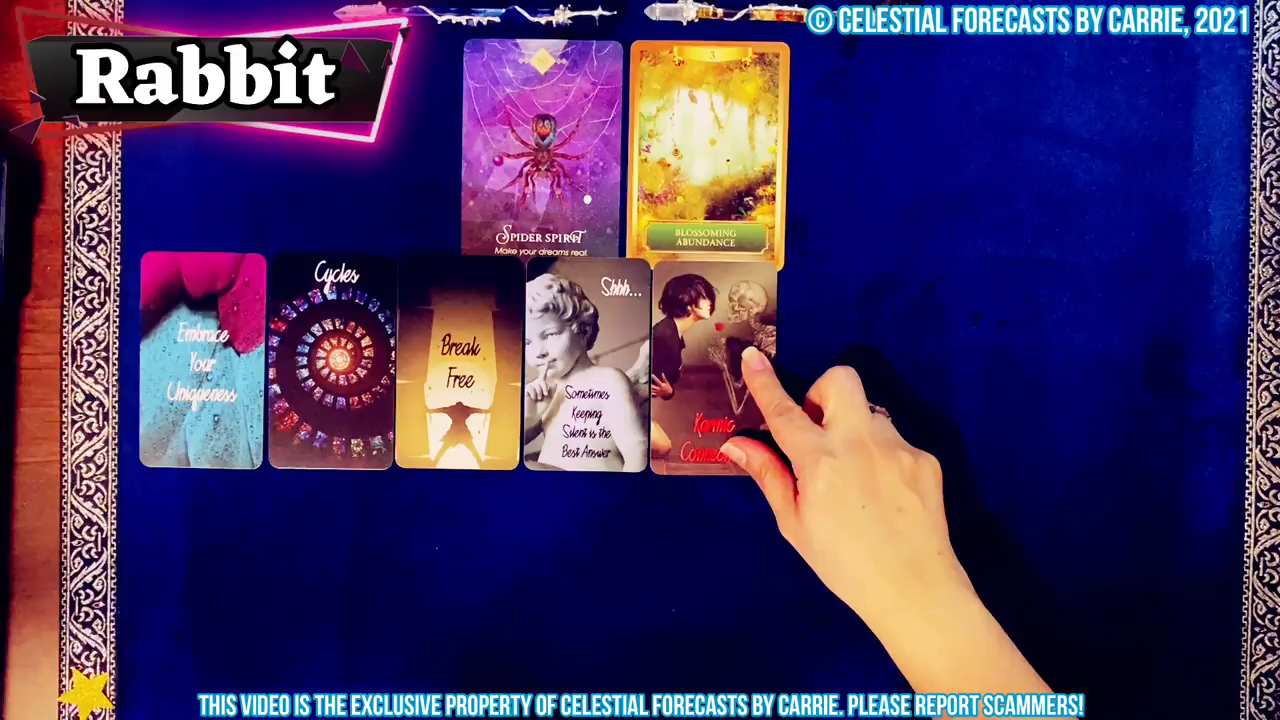 © CELESTIAL FORECASTS BY CARRIE, 2021
Rabbit
3
SPIDER SPIRIT
Make your dreams real
BLOSSOMING
ABUNDANCE
Embrace
Your
Uniqueness
Cycles
Break
Free
Shhh...
Sometimes
Keeping
Silent is the
Best Answer
Karmic
THIS VIDEO IS THE EXCLUSIVE PROPERTY OF CELESTIAL FORECASTS BY CARRIE. PLEASE REPORT SCAMMERS!